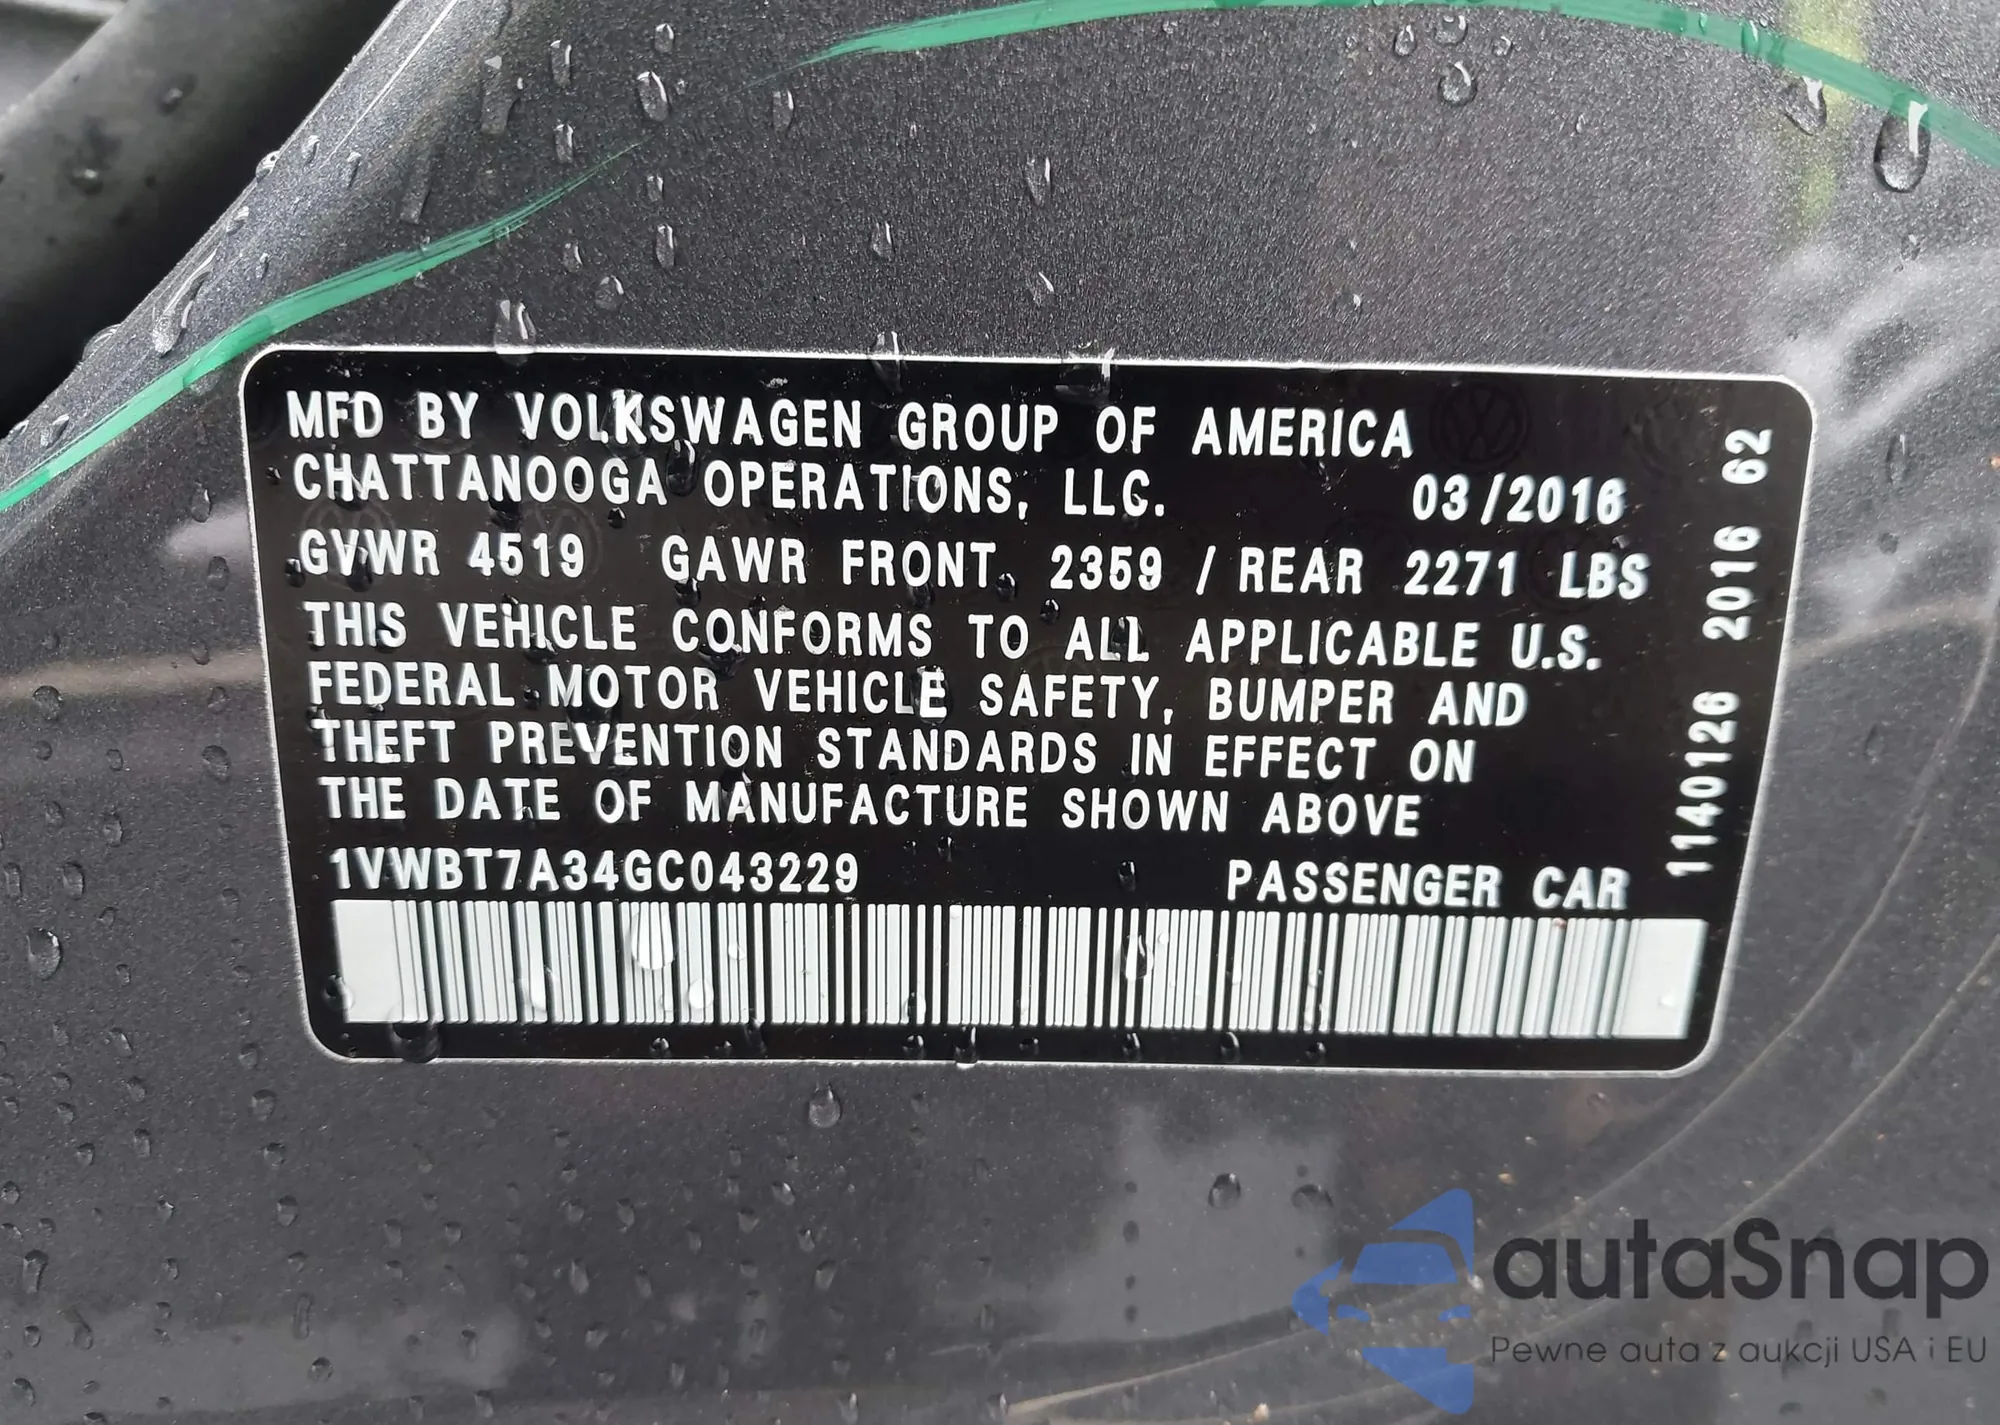 MFD BY VOLKSWAGEN GROUP OF AMERICA
CHATTANOOGA OPERATIONS, LLC. 03/2016
GVWR 4519 GAWR FRONT 2359 / REAR 2271 LBS
THIS VEHICLE CONFORMS TO ALL APPLICABLE U.S.
FEDERAL MOTOR VEHICLE SAFETY, BUMPER AND
THEFT PREVENTION STANDARDS IN EFFECT ON
THE DATE OF MANUFACTURE SHOWN ABOVE
1VWBT7A34GC043229 PASSENGER CAR
1140126 2016 62
autaSnap
Pewne auta z aukcji USA i EU